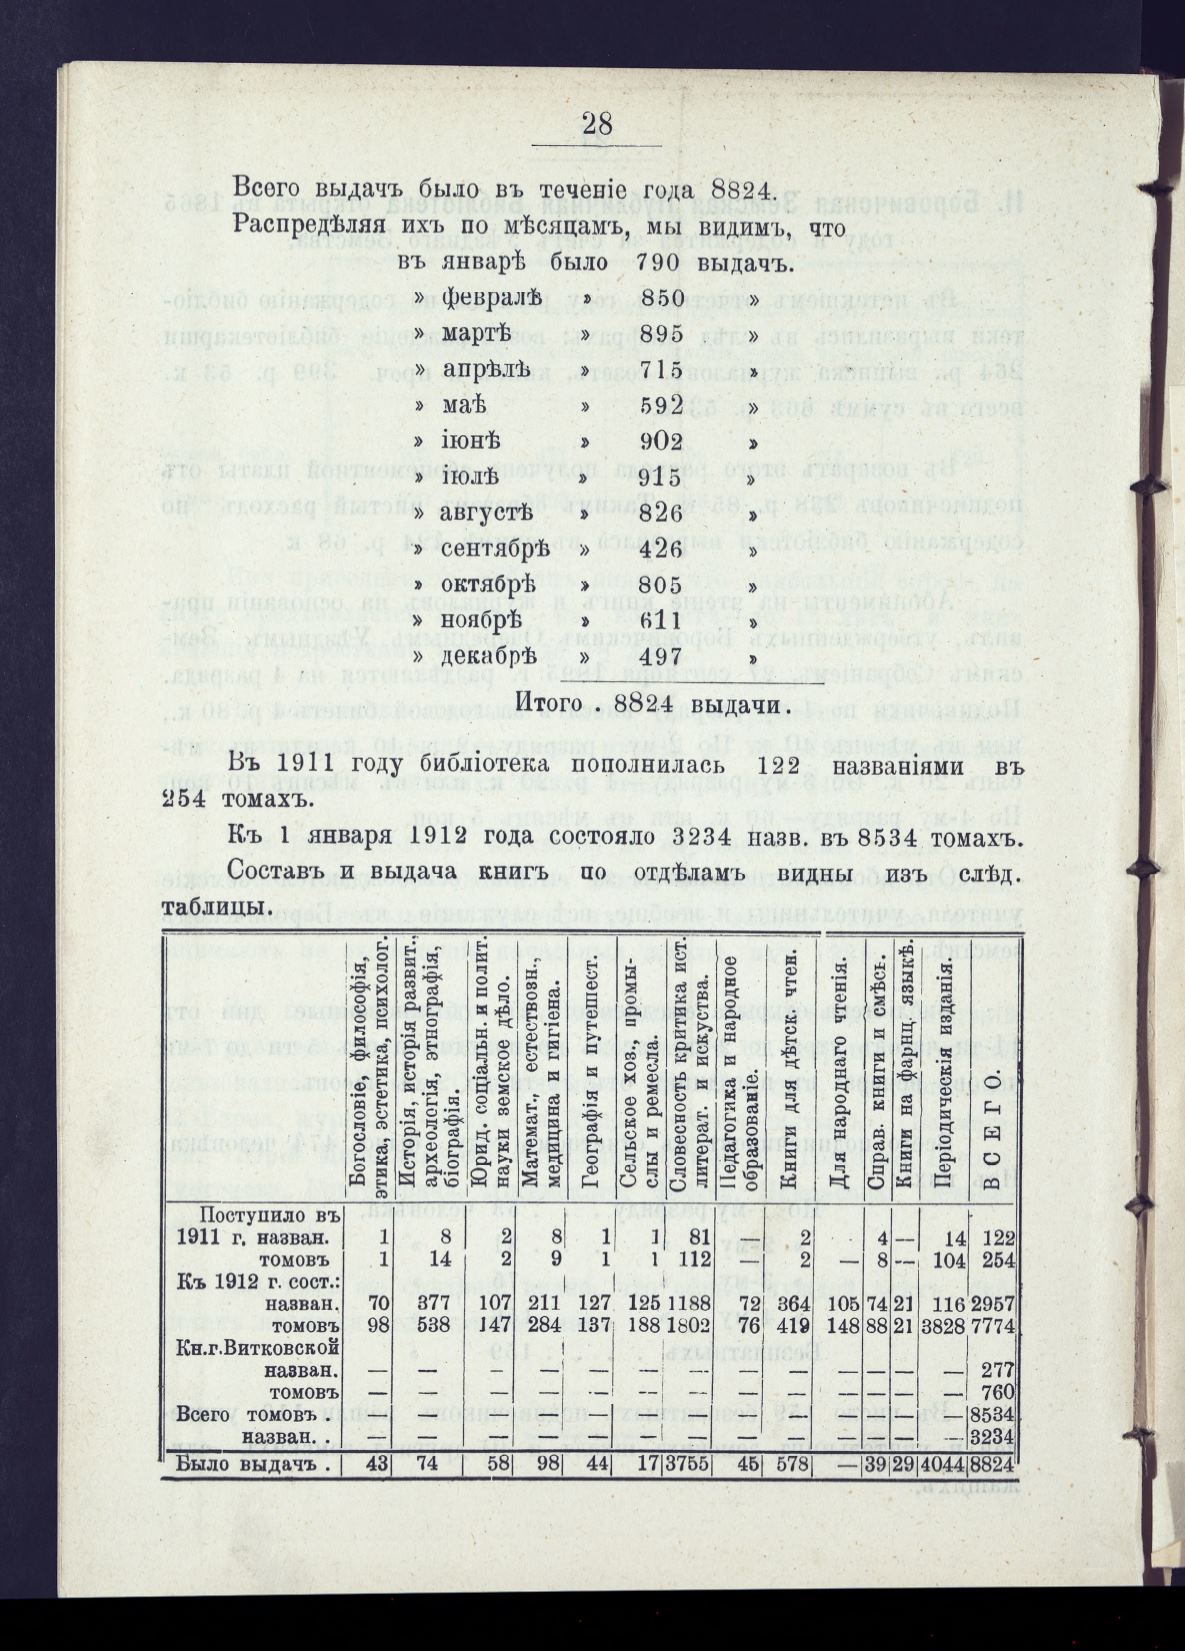 28
Всего выдачъ было въ теченіе года 8824.
Распредѣляя ихъ по мѣсяцамъ, мы видимъ, что
въ январѣ было 790 выдачъ.
» февралѣ » 850 »
» мартѣ » 895 »
» апрѣлѣ » 715 »
» маѣ » 592 »
» іюнѣ » 902 »
» іюлѣ » 915 »
» августѣ » 826 »
» сентябрѣ » 426 »
» октябрѣ » 805 »
» ноябрѣ » 611 »
» декабрѣ » 497 »
Итого . 8824 выдачи.
Въ 1911 году библіотека пополнилась 122 названіями въ
254 томахъ.
Къ 1 января 1912 года состояло 3234 назв. въ 8534 томахъ.
Составъ и выдача книгъ по отдѣламъ видны изъ слѣд.
таблицы.
Богословіе, философія,
этика, эстетика, психолог.
Исторія, исторія развит.,
археологія, этнографія,
біографія.
Юрид. соціальн. и полит.
науки земское дѣло.
Математ., естествозн.,
медицина и гигіена.
Географія и путешест.
Сельское хоз., промы-
слы и ремесла.
Словесность критика ист.
литерат. и искуства.
Педагогика и народное
образованіе.
Книги для дѣтск. чтен.
Для народнаго чтенія.
Справ. книги и смѣсь.
Книги на фарнц. языкѣ.
Періодическія изданія.
ВСЕГО.
Поступило въ
1911 г. назван. 1 8 2 8 1 1 81 — 2 - 4 — 14 122
томовъ 1 14 2 9 1 1 112 — 2 — 8 — 104 254
Къ 1912 г. сост.:
назван. 70 377 107 211 127 125 1188 72 364 105 74 21 116 2957
томовъ 98 538 147 284 137 188 1802 76 419 148 88 21 3828 7774
Кн.г.Витковской
назван. — — — — — — — — — — — — — 277
томовъ — — — — — — — — — — — — — 760
Всего томовъ . — — — — — — — — — — — — — 8534
назван. . — — — — — — — — — — — — — 3234
Было выдачъ . 43 74 58 98 44 17 3755 45 578 — 39 29 4044 8824